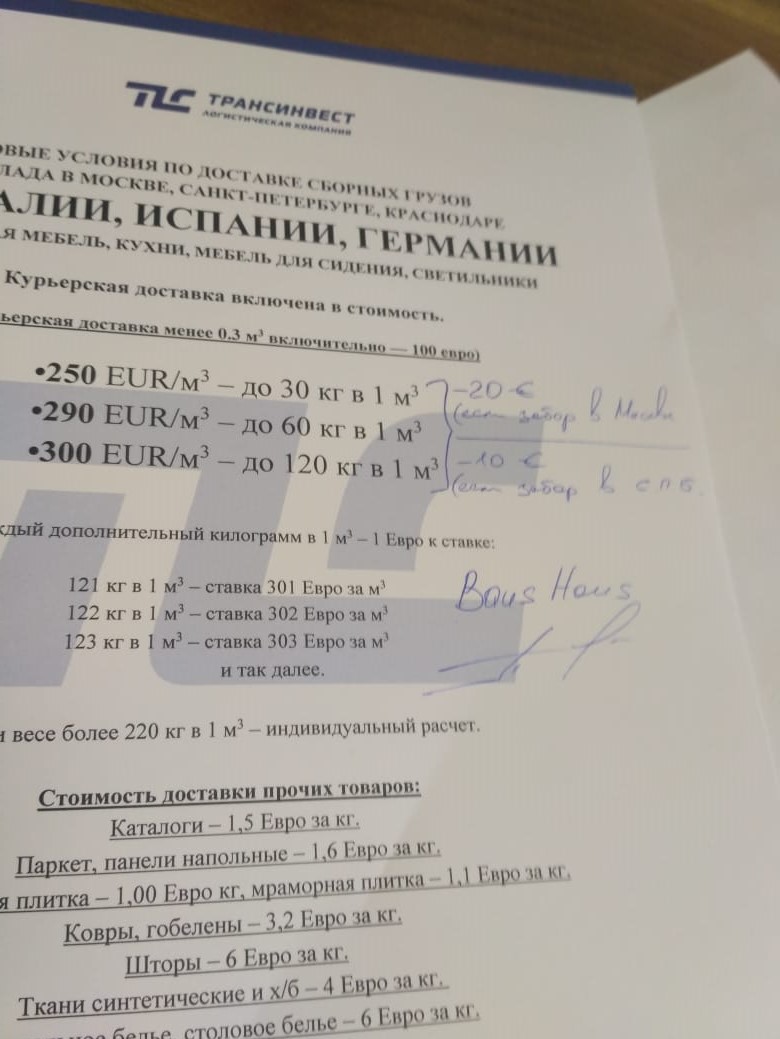 TLC ТРАНСИНВЕСТ
ЛОГИСТИЧЕСКАЯ КОМПАНИЯ
ОВЫЕ УСЛОВИЯ ПО ДОСТАВКЕ СБОРНЫХ ГРУЗОВ
ЛАДА В МОСКВЕ, САНКТ-ПЕТЕРБУРГЕ, КРАСНОДАРЕ
АЛИИ, ИСПАНИИ, ГЕРМАНИИ
Я МЕБЕЛЬ, КУХНИ, МЕБЕЛЬ ДЛЯ СИДЕНИЯ, СВЕТИЛЬНИКИ
Курьерская доставка включена в стоимость.
ьерская доставка менее 0.3 м³ включительно — 100 евро)
•250 EUR/м³ – до 30 кг в 1 м³
•290 EUR/м³ – до 60 кг в 1 м³
•300 EUR/м³ – до 120 кг в 1 м³
-20 €
(если забор в Москве
-10 €
(если забор в СПБ.
ждый дополнительный килограмм в 1 м³ – 1 Евро к ставке:
121 кг в 1 м³ – ставка 301 Евро за м³
122 кг в 1 м³ – ставка 302 Евро за м³
123 кг в 1 м³ – ставка 303 Евро за м³
и так далее.
Baus Haus
и весе более 220 кг в 1 м³ – индивидуальный расчет.
Стоимость доставки прочих товаров:
Каталоги – 1,5 Евро за кг.
Паркет, панели напольные – 1,6 Евро за кг.
я плитка – 1,00 Евро кг, мраморная плитка – 1,1 Евро за кг.
Ковры, гобелены – 3,2 Евро за кг.
Шторы – 6 Евро за кг.
Ткани синтетические и х/б – 4 Евро за кг.
ьное белье, столовое белье – 6 Евро за кг.